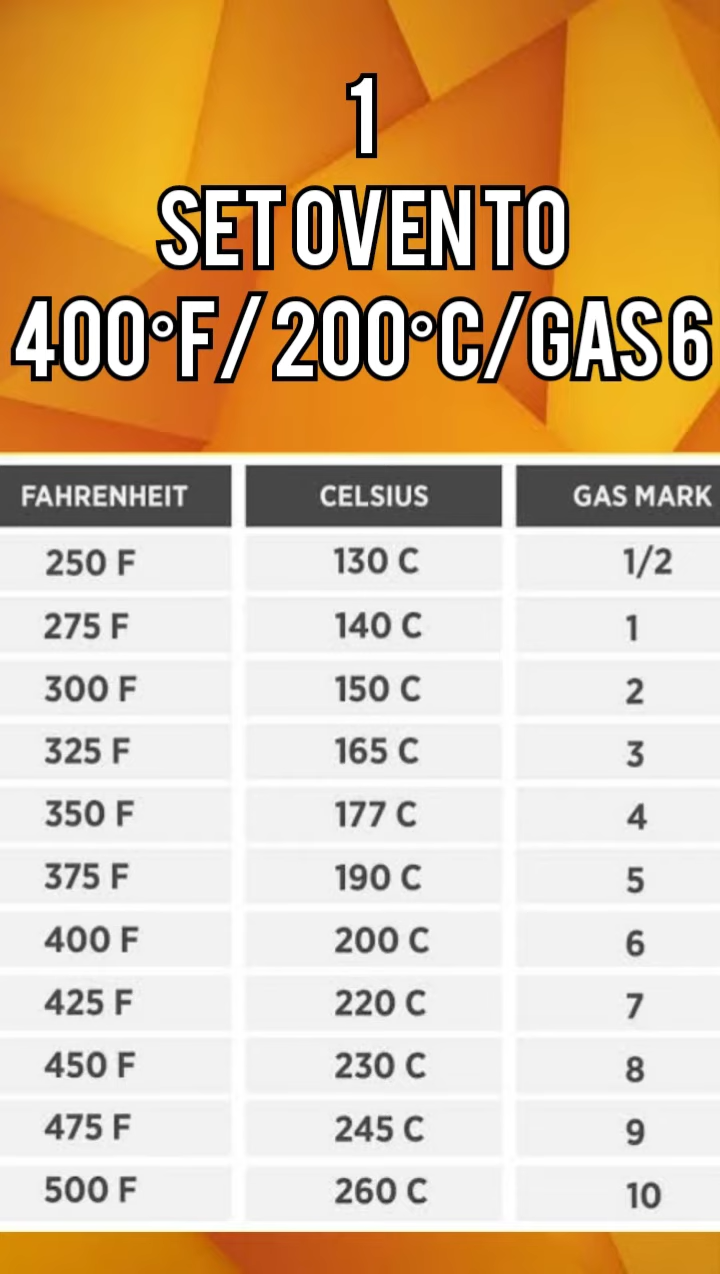 1
SET OVEN TO
400°F/ 200°C/GAS 6
FAHRENHEIT CELSIUS GAS MARK
250 F 130 C 1/2
275 F 140 C 1
300 F 150 C 2
325 F 165 C 3
350 F 177 C 4
375 F 190 C 5
400 F 200 C 6
425 F 220 C 7
450 F 230 C 8
475 F 245 C 9
500 F 260 C 10